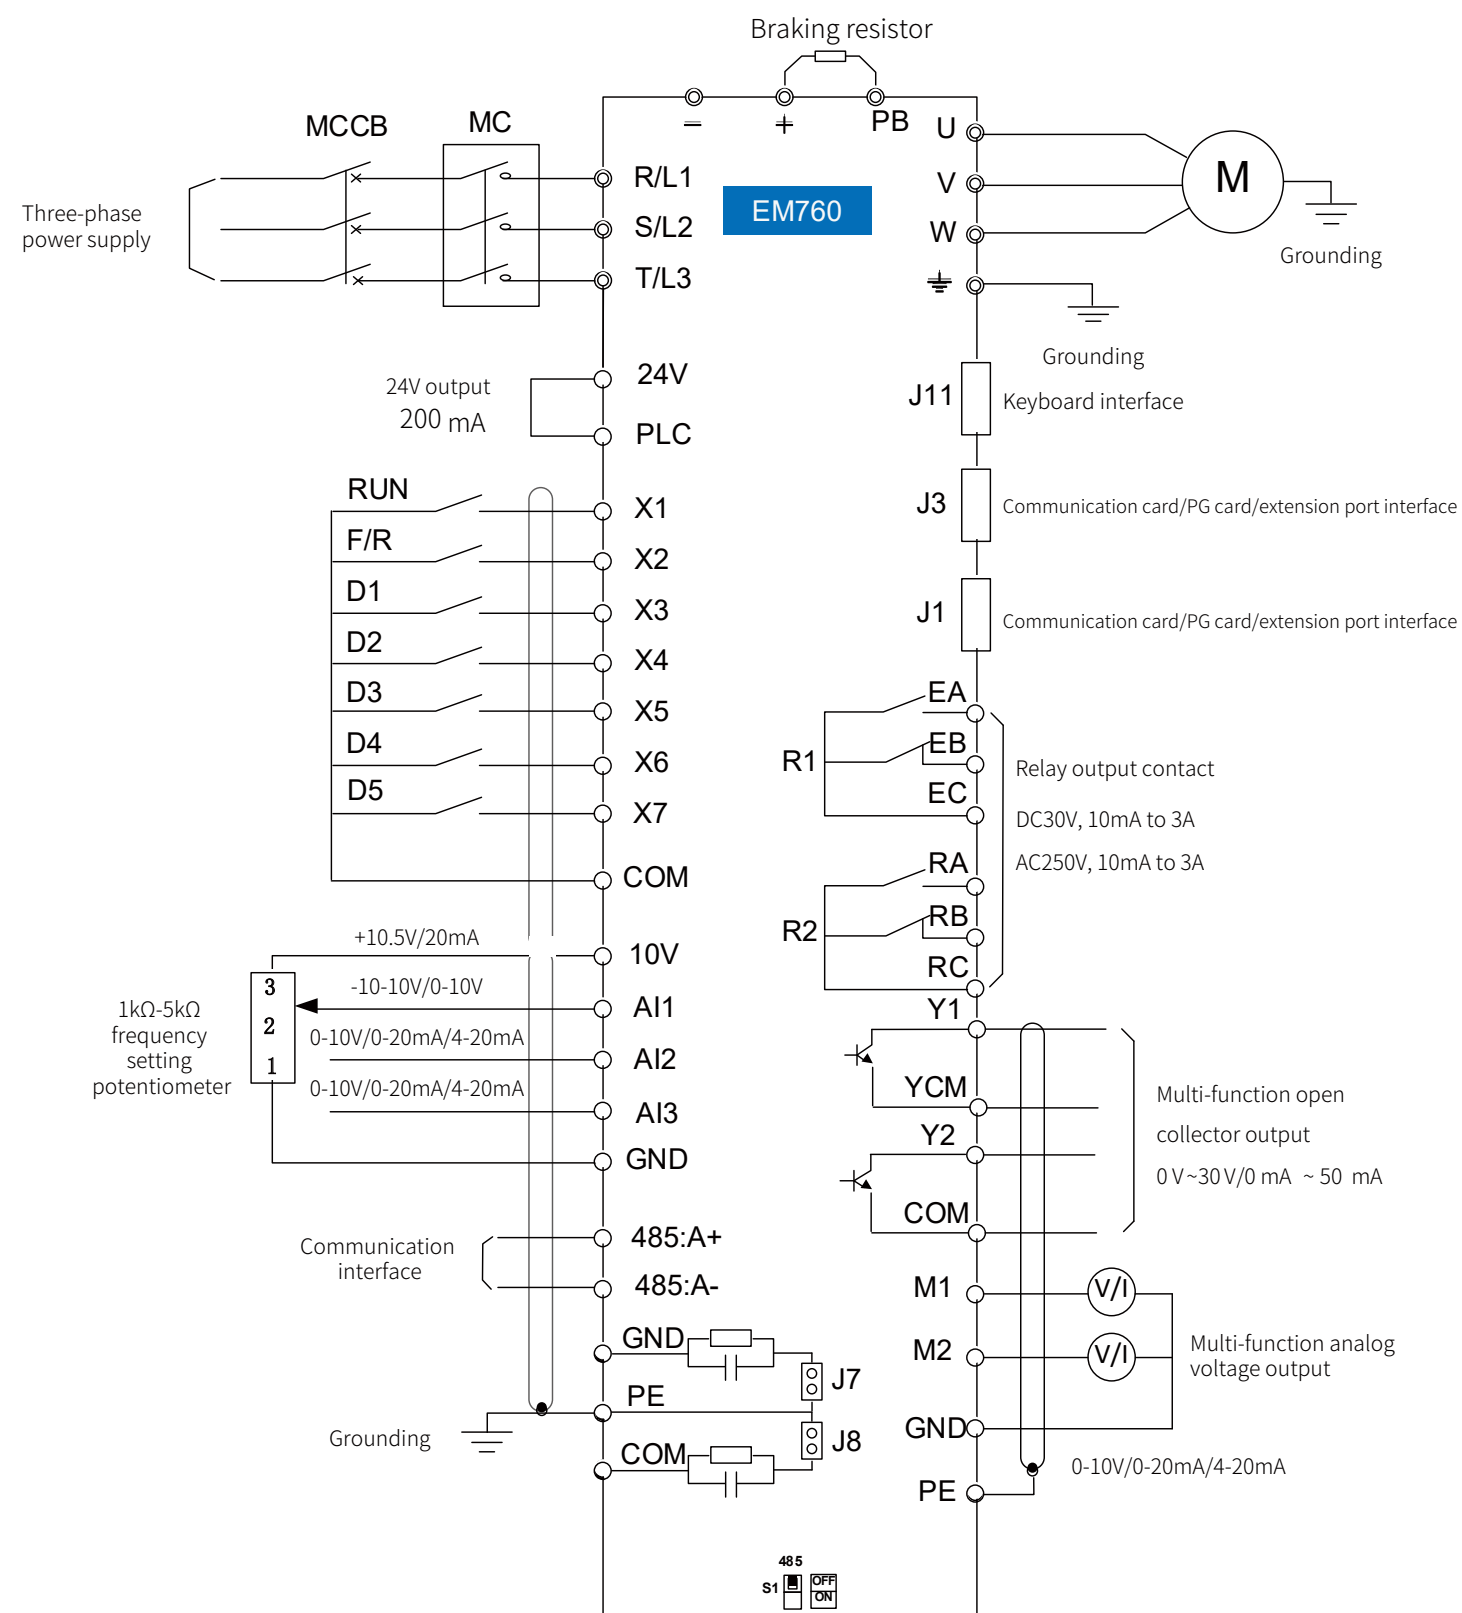 Braking resistor
MCCB
MC
−
+
PB
U
R/L1
EM760
V
M
Three-phase
power supply
S/L2
W
Grounding
T/L3
Grounding
24V output
200 mA
24V
PLC
J11
Keyboard interface
RUN
X1
J3
Communication card/PG card/extension port interface
F/R
X2
D1
X3
J1
Communication card/PG card/extension port interface
D2
X4
D3
X5
D4
X6
D5
X7
COM
EA
R1
EB
EC
Relay output contact
DC30V, 10mA to 3A
AC250V, 10mA to 3A
RA
R2
RB
RC
+10.5V/20mA
10V
3
2
1
-10-10V/0-10V
AI1
1kΩ-5kΩ
frequency
setting
potentiometer
0-10V/0-20mA/4-20mA
AI2
0-10V/0-20mA/4-20mA
AI3
GND
Y1
YCM
Y2
COM
Multi-function open
collector output
0 V~30 V/0 mA ~ 50 mA
Communication
interface
485:A+
485:A-
M1
V/I
M2
V/I
Multi-function analog
voltage output
GND
0-10V/0-20mA/4-20mA
PE
GND
J7
PE
Grounding
J8
COM
485
S1
OFF
ON